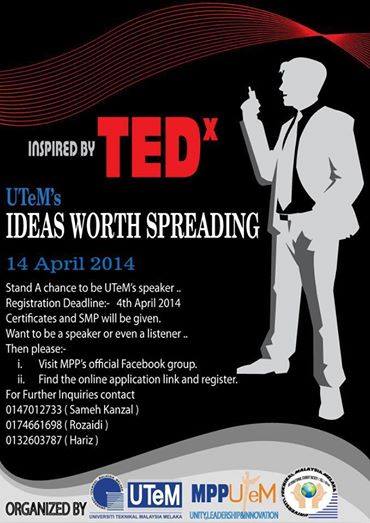 INSPIRED BY TEDx
UTeM's
IDEAS WORTH SPREADING
14 April 2014
Stand A chance to be UTeM's speaker ..
Registration Deadline:- 4th April 2014
Certificates and SMP will be given.
Want to be a speaker or even a listener ..
Then please:-
i. Visit MPP's official Facebook group.
ii. Find the online application link and register.
For Further Inquiries contact
0147012733 ( Sameh Kanzal )
0174661698 ( Rozaidi )
0132603787 ( Hariz )
ORGANIZED BY
UTeM
UNIVERSITI TEKNIKAL MALAYSIA MELAKA
MPPUTeM
UNITY,LEADERSHIP&INNOVATION